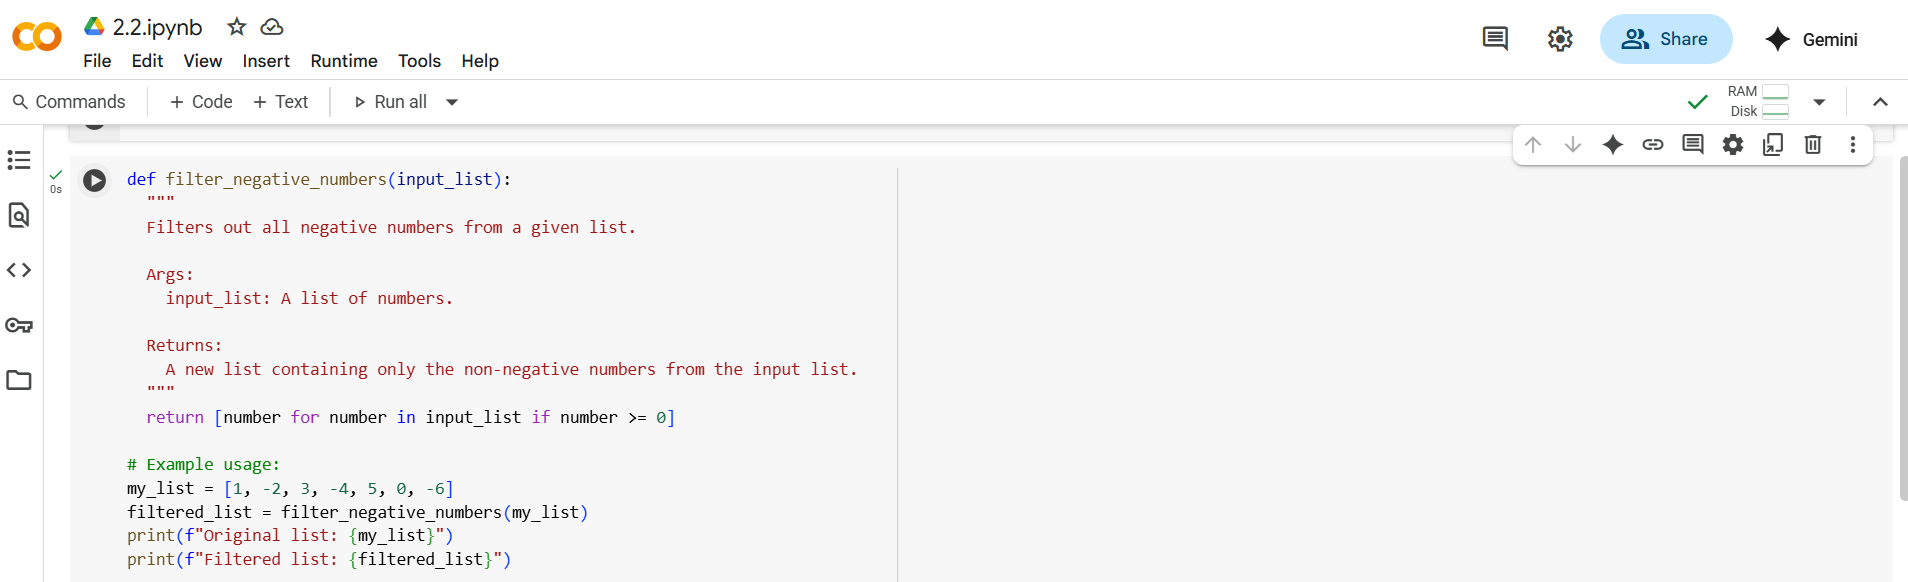 2.2.ipynb
File Edit View Insert Runtime Tools Help
Share
Gemini
Commands + Code + Text Run all
RAM
Disk
0s
def filter_negative_numbers(input_list):
  """
  Filters out all negative numbers from a given list.

  Args:
    input_list: A list of numbers.

  Returns:
    A new list containing only the non-negative numbers from the input list.
  """
  return [number for number in input_list if number >= 0]

# Example usage:
my_list = [1, -2, 3, -4, 5, 0, -6]
filtered_list = filter_negative_numbers(my_list)
print(f"Original list: {my_list}")
print(f"Filtered list: {filtered_list}")